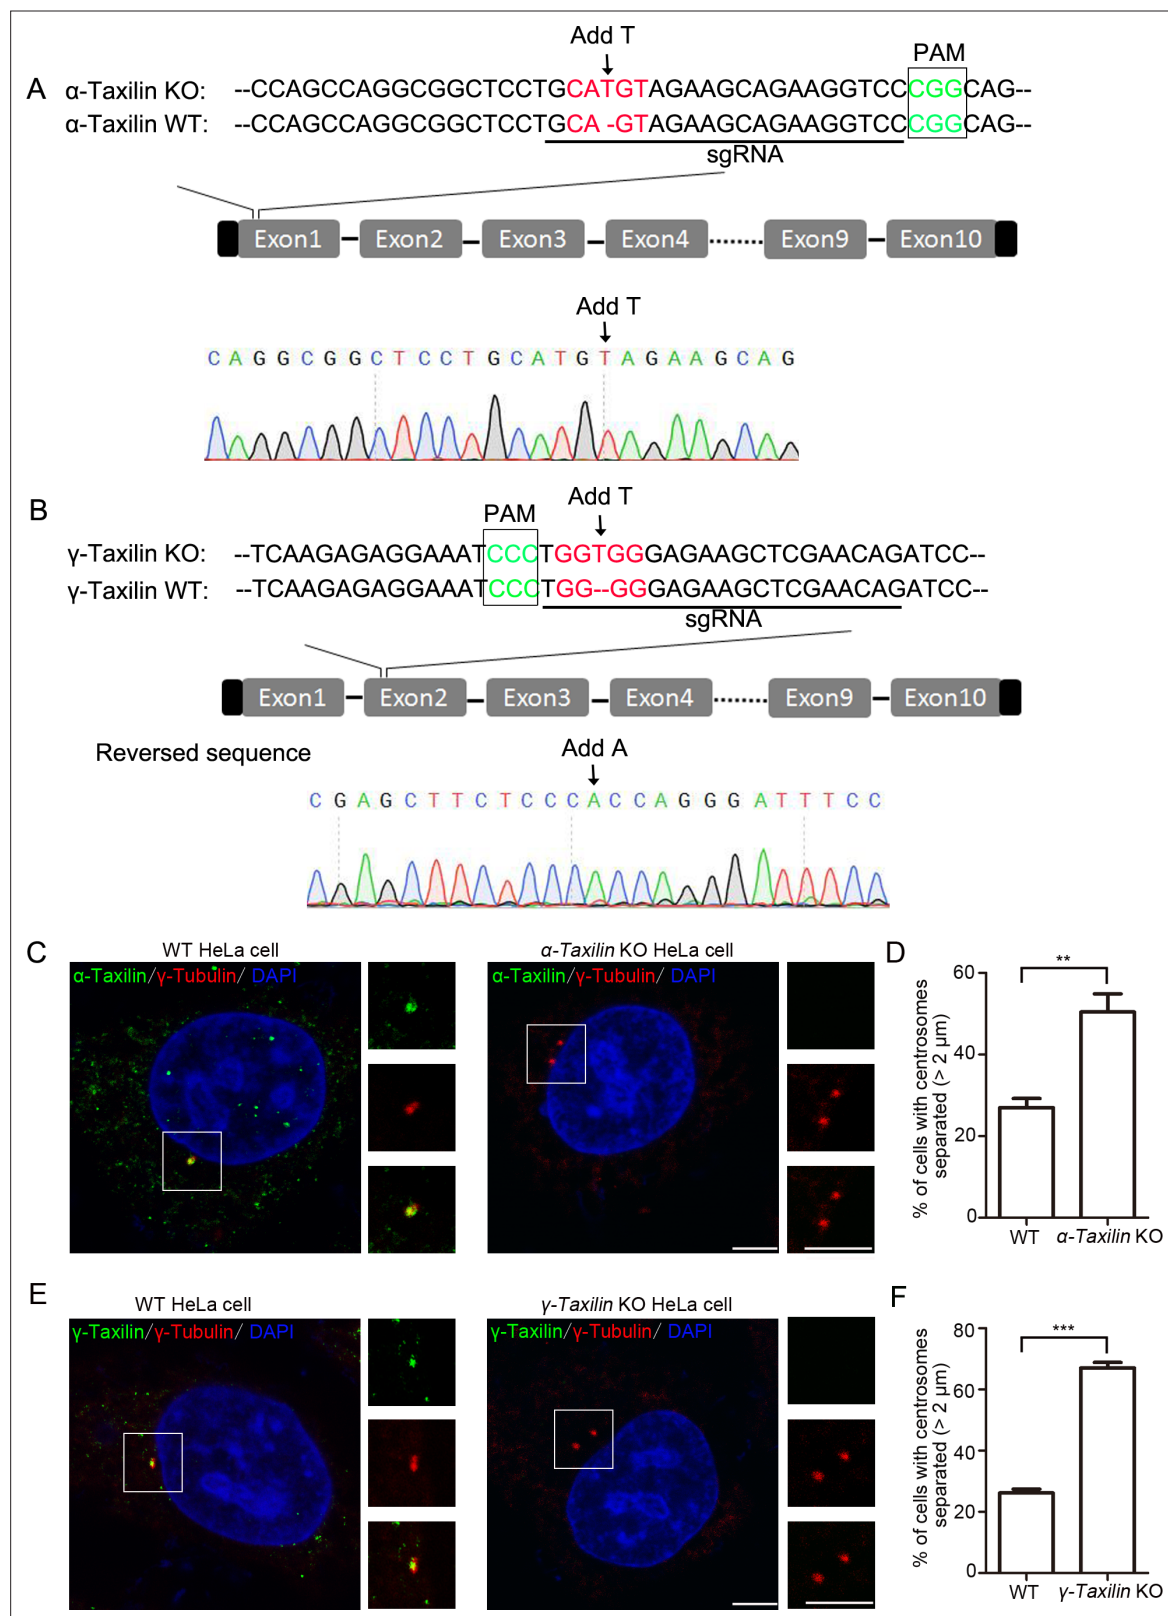 Add T
PAM
A
α-Taxilin KO: --CCAGCCAGGCGGCTCCTGCATGTAGAAGCAGAAGGTCCCGGCAG--
α-Taxilin WT: --CCAGCCAGGCGGCTCCTGCA -GTAGAAGCAGAAGGTCCCGGCAG--
sgRNA
Exon1 Exon2 Exon3 Exon4 Exon9 Exon10
Add T
C A G G C G G C T C C T G C A T G T A G A A G C A G
B
Add T
PAM
γ-Taxilin KO: --TCAAGAGAGGAAATCCCTGGTGGGAGAAGCTCGAACAGATCC--
γ-Taxilin WT: --TCAAGAGAGGAAATCCCTGG--GGGAGAAGCTCGAACAGATCC--
sgRNA
Exon1 Exon2 Exon3 Exon4 Exon9 Exon10
Reversed sequence
Add A
C G A G C T T C T C C C A C C A G G G A T T T C C
C
WT HeLa cell
α-Taxilin/γ-Tubulin/ DAPI
α-Taxilin KO HeLa cell
α-Taxilin/γ-Tubulin/ DAPI
D
% of cells with centrosomes
separated (> 2 μm)
60
40
20
0
**
WT α-Taxilin KO
E
WT HeLa cell
γ-Taxilin/γ-Tubulin/ DAPI
γ-Taxilin KO HeLa cell
γ-Taxilin/γ-Tubulin/ DAPI
F
% of cells with centrosomes
separated (> 2 μm)
80
60
40
20
0
***
WT γ-Taxilin KO